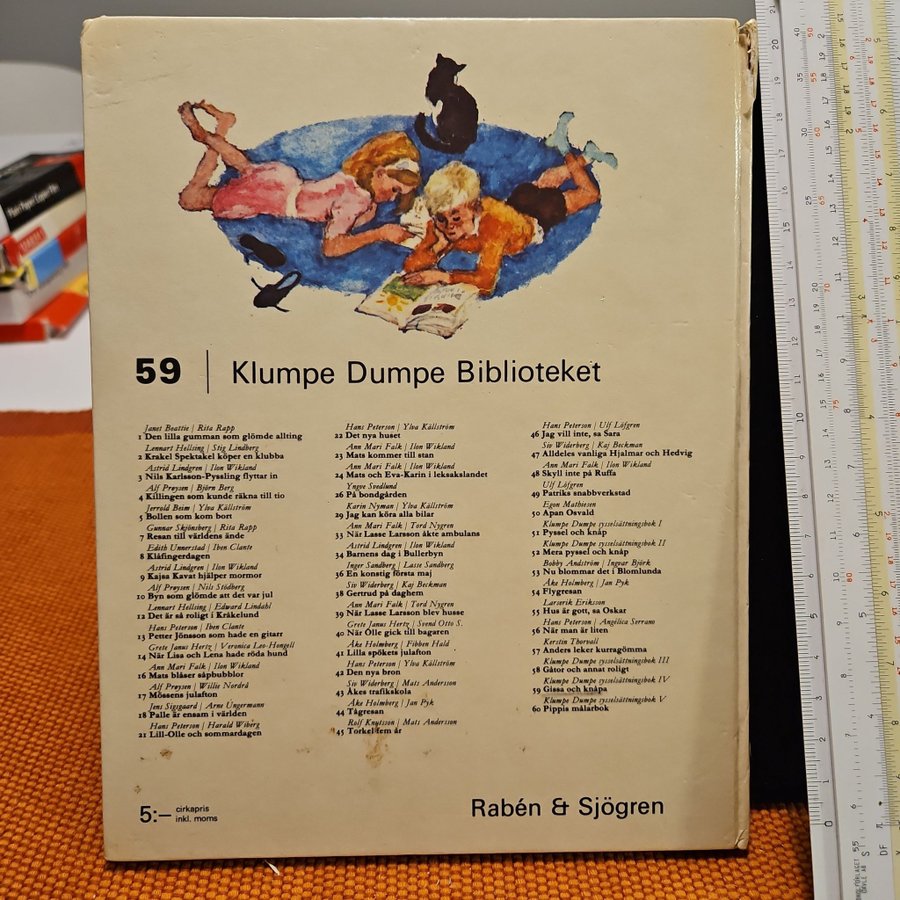 59 | Klumpe Dumpe Biblioteket
Janet Beattie / Rita Rapp
1 Den lilla gumman som glömde allting
Lennart Hellsing / Stig Lindberg
2 Krakel Spektakel köper en klubba
Astrid Lindgren / Ilon Wikland
3 Nils Karlsson-Pyssling flyttar in
Alf Prøysen / Björn Berg
4 Killingen som kunde räkna till tio
Jerrold Beim / Ylva Källström
5 Bollen som kom bort
Gunnar Skjönsberg / Rita Rapp
7 Resan till världens ände
Edith Unnerstad / Iben Clante
8 Klåfingerdagen
Astrid Lindgren / Ilon Wikland
9 Kajsa Kavat hjälper mormor
Alf Prøysen / Nils Stödberg
10 Byn som glömde att det var jul
Lennart Hellsing / Edward Lindahl
12 Det är så roligt i Kråkelund
Hans Peterson / Iben Clante
13 Petter Jönsson som hade en gitarr
Grete Janus Hertz / Veronica Leo-Hongell
14 När Lisa och Lena hade röda hund
Ann Mari Falk / Ilon Wikland
16 Mats blåser såpbubblor
Alf Prøysen / Willie Nordrå
17 Mössens julafton
Jens Sigsgaard / Arne Ungermann
18 Palle är ensam i världen
Hans Peterson / Harald Wiberg
21 Lill-Olle och sommardagen
Hans Peterson / Ylva Källström
22 Det nya huset
Ann Mari Falk / Ilon Wikland
23 Mats kommer till stan
Ann Mari Falk / Ilon Wikland
24 Mats och Eva-Karin i leksakslandet
Yngve Svedlund
26 På bondgården
Karin Nyman / Ylva Källström
29 Jag kan köra alla bilar
Ann Mari Falk / Tord Nygren
33 När Lasse Larsson åkte ambulans
Astrid Lindgren / Ilon Wikland
34 Barnens dag i Bullerbyn
Inger Sandberg / Lasse Sandberg
36 En konstig första maj
Siv Widerberg / Kaj Beckman
38 Gertrud på daghem
Ann Mari Falk / Tord Nygren
39 När Lasse Larsson blev husse
Grete Janus Hertz / Svend Otto S.
40 När Olle gick till bagaren
Åke Holmberg / Fibben Hald
41 Lilla spökets julafton
Hans Peterson / Ylva Källström
42 Den nya bron
Siv Widerberg / Mats Andersson
43 Åkes trafikskola
Åke Holmberg / Jan Pyk
44 Tågresan
Rolf Knutsson / Mats Andersson
45 Torkel fem år
Hans Peterson / Ulf Löfgren
46 Jag vill inte, sa Sara
Siv Widerberg / Kaj Beckman
47 Alldeles vanliga Hjalmar och Hedvig
Ann Mari Falk / Ilon Wikland
48 Skyll inte på Ruffa
Ulf Löfgren
49 Patriks snabbverkstad
Egon Mathiesen
50 Apan Osvald
Klumpe Dumpe sysselsättningsbok I
51 Pyssel och knåp
Klumpe Dumpe sysselsättningsbok II
52 Mera pyssel och knåp
Bobby Andström / Ingvar Björk
53 Nu blommar det i Blomlunda
Åke Holmberg / Jan Pyk
54 Flygresan
Larserik Eriksson
55 Hus är gott, sa Oskar
Hans Peterson / Angélica Serrano
56 När man är liten
Kerstin Thorvall
57 Anders leker kurragömma
Klumpe Dumpe sysselsättningsbok III
58 Gåtor och annat roligt
Klumpe Dumpe sysselsättningsbok IV
59 Gissa och knåpa
Klumpe Dumpe sysselsättningsbok V
60 Pippis målarbok
5:— cirkapris
inkl. moms
Rabén & Sjögren